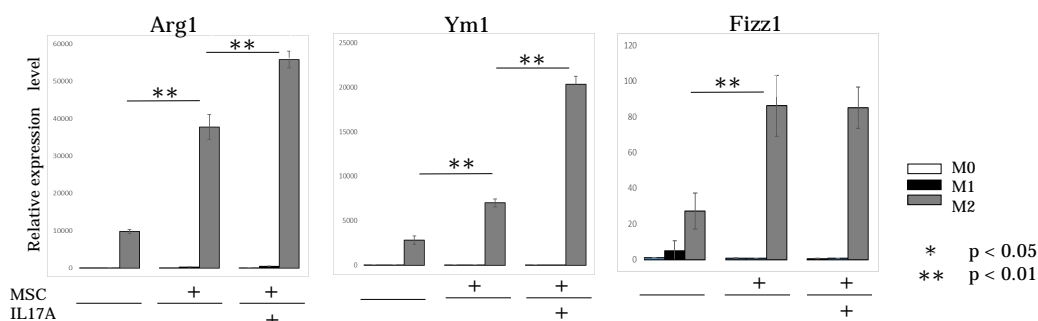 Arg1
Ym1
Fizz1
Relative expression level
60000
50000
40000
30000
20000
10000
0
**
**
25000
20000
15000
10000
5000
0
**
**
120
100
80
60
40
20
0
**
M0
M1
M2
* p < 0.05
** p < 0.01
MSC + + + + + +
IL17A + + +